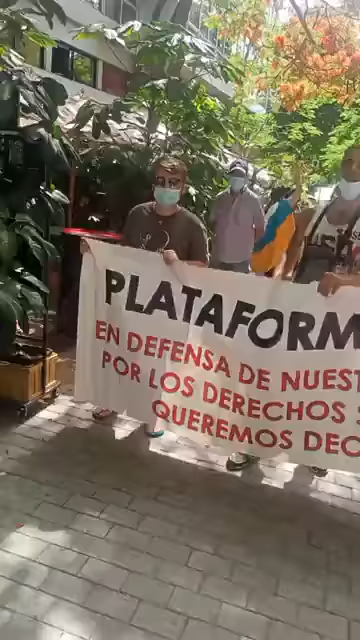 PLATAFORM
EN DEFENSA DE NUEST
POR LOS DERECHOS
QUEREMOS DEC